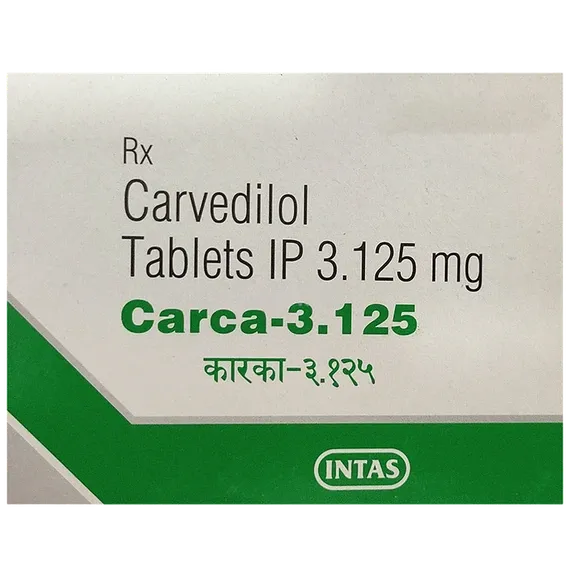 Rx
Carvedilol
Tablets IP 3.125 mg
Carca-3.125
कारका-३.१२५
INTAS